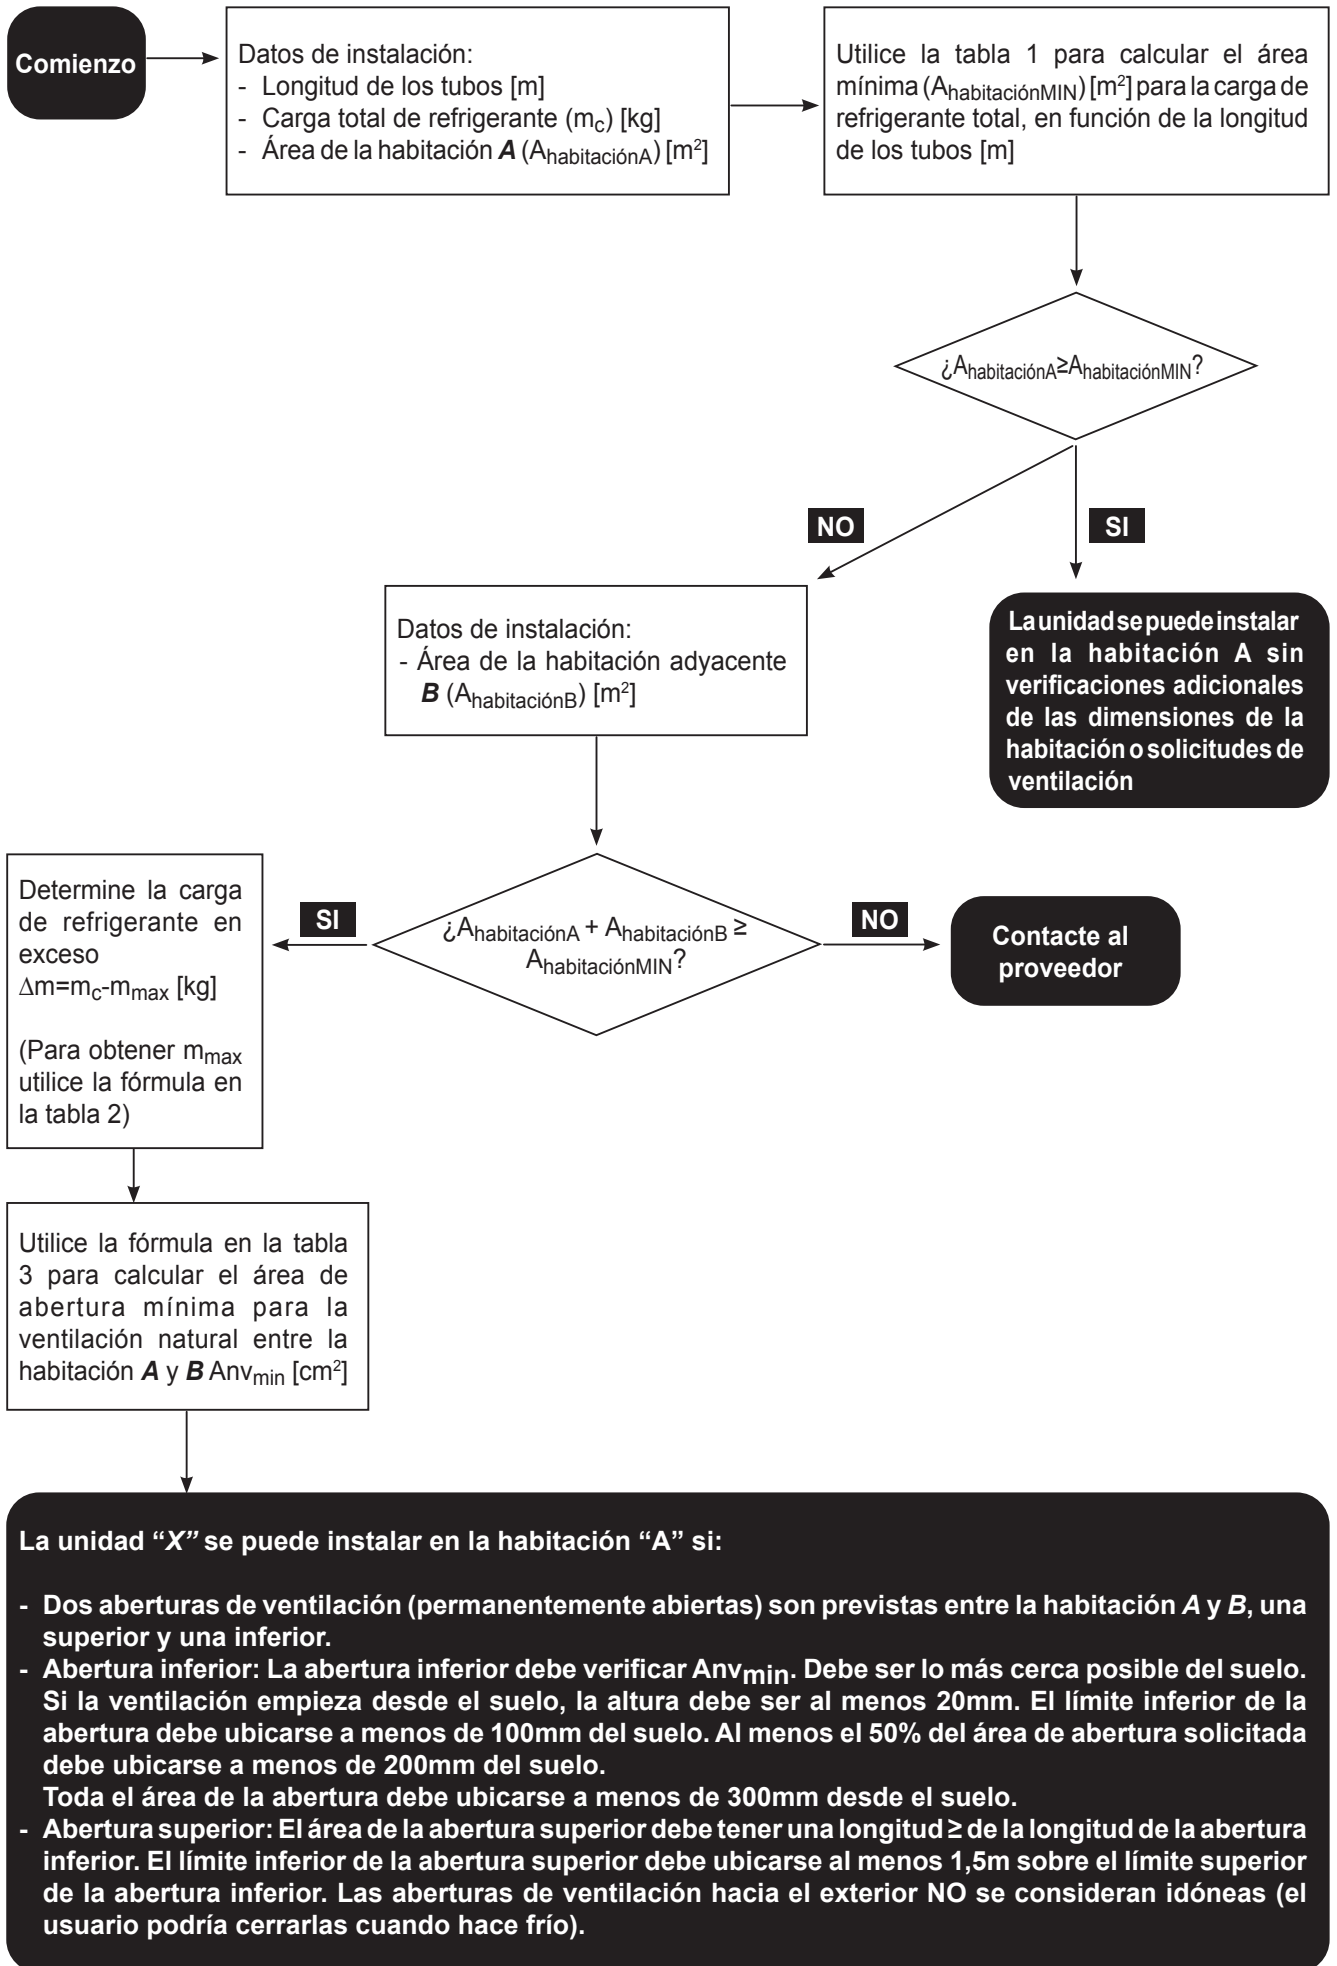 Comienzo
Datos de instalación:
- Longitud de los tubos [m]
- Carga total de refrigerante (mc) [kg]
- Área de la habitación A (AhabitaciónA) [m²]
Utilice la tabla 1 para calcular el área
mínima (AhabitaciónMIN) [m²] para la carga de
refrigerante total, en función de la longitud
de los tubos [m]
¿AhabitaciónA≥AhabitaciónMIN?
NO
SI
Datos de instalación:
- Área de la habitación adyacente
B (AhabitaciónB) [m²]
La unidad se puede instalar
en la habitación A sin
verificaciones adicionales
de las dimensiones de la
habitación o solicitudes de
ventilación
Determine la carga
de refrigerante en
exceso
∆m=mc-mmax [kg]
(Para obtener mmax
utilice la fórmula en
la tabla 2)
SI
¿AhabitaciónA + AhabitaciónB ≥
AhabitaciónMIN?
NO
Contacte al
proveedor
Utilice la fórmula en la tabla
3 para calcular el área de
abertura mínima para la
ventilación natural entre la
habitación A y B Anvmin [cm²]
La unidad “X” se puede instalar en la habitación “A” si:
- Dos aberturas de ventilación (permanentemente abiertas) son previstas entre la habitación A y B, una
superior y una inferior.
- Abertura inferior: La abertura inferior debe verificar Anvmin. Debe ser lo más cerca posible del suelo.
Si la ventilación empieza desde el suelo, la altura debe ser al menos 20mm. El límite inferior de la
abertura debe ubicarse a menos de 100mm del suelo. Al menos el 50% del área de abertura solicitada
debe ubicarse a menos de 200mm del suelo.
Toda el área de la abertura debe ubicarse a menos de 300mm desde el suelo.
- Abertura superior: El área de la abertura superior debe tener una longitud ≥ de la longitud de la abertura
inferior. El límite inferior de la abertura superior debe ubicarse al menos 1,5m sobre el límite superior
de la abertura inferior. Las aberturas de ventilación hacia el exterior NO se consideran idóneas (el
usuario podría cerrarlas cuando hace frío).